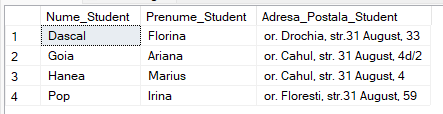 Nume_Student Prenume_Student Adresa_Postala_Student
1 Dascal Florina or. Drochia, str.31 August, 33
2 Goia Ariana or. Cahul, str.31 August, 4d/2
3 Hanea Marius or. Cahul, str.31 August, 4
4 Pop Irina or. Floresti, str.31 August, 59